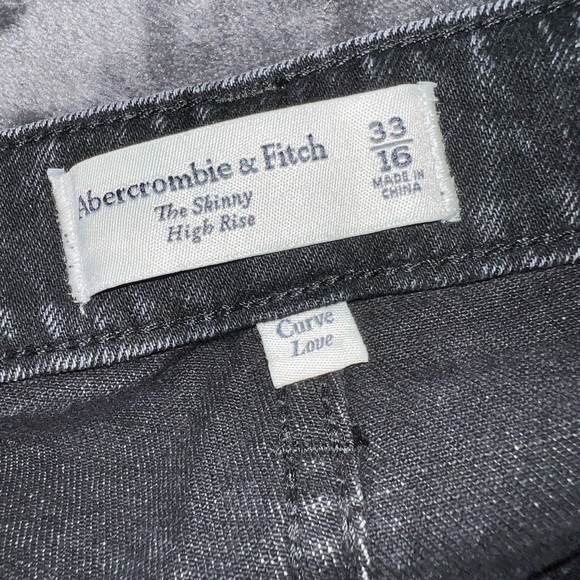 Abercrombie & Fitch
The Skinny
High Rise
33
16
MADE IN
CHINA
Curve
Love